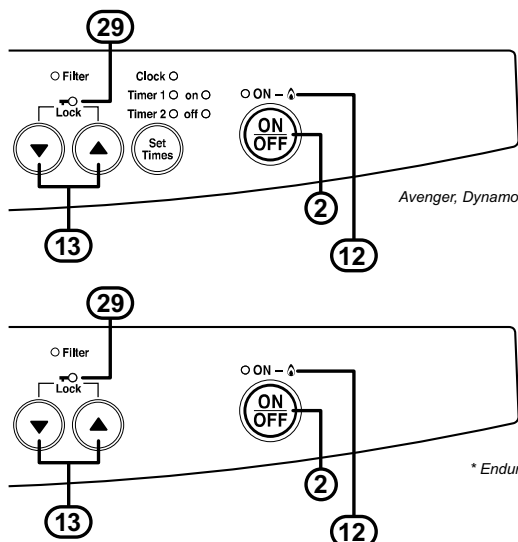 29
Filter Clock
Timer 1 on ON –
Lock Timer 2 off
▼ ▲ Set Times ON OFF
2
Avenger, Dynamo
13 12
29
Filter
ON –
Lock
▼ ▲ ON OFF
2
13 12